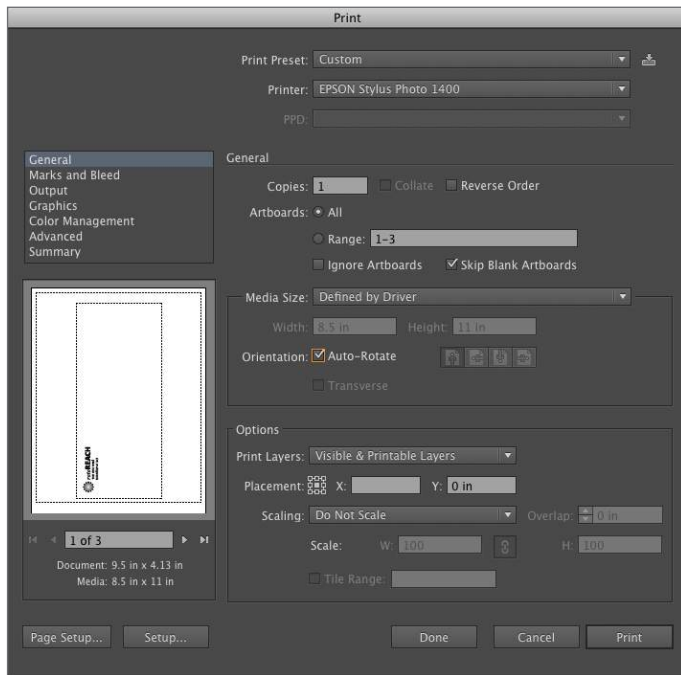 Print
Print Preset: Custom
Printer: EPSON Stylus Photo 1400
PPD:
General
Marks and Bleed
Output
Graphics
Color Management
Advanced
Summary
General
Copies: 1 Collate Reverse Order
Artboards: All
Range: 1-3
Ignore Artboards Skip Blank Artboards
Media Size: Defined by Driver
Width: 8.5 in Height: 11 in
Orientation: Auto-Rotate
Transverse
REACH
1 of 3
Document: 9.5 in x 4.13 in
Media: 8.5 in x 11 in
Options
Print Layers: Visible & Printable Layers
Placement: X: Y: 0 in
Scaling: Do Not Scale Overlap: 0 in
Scale: W: 100 H: 100
Tile Range:
Page Setup... Setup... Done Cancel Print